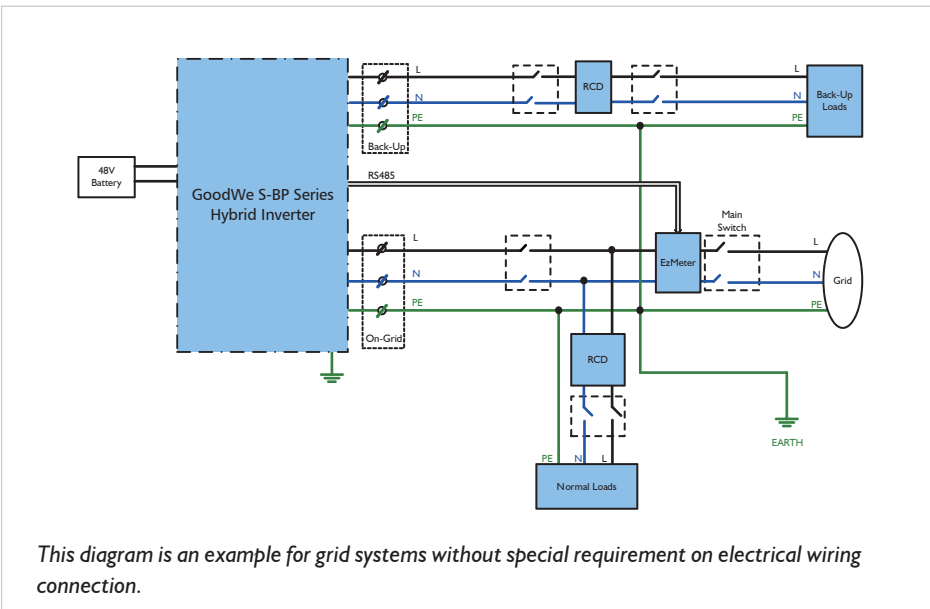 L
N
PE
Back-Up
RCD
L
N
PE
Back-Up
Loads
48V
Battery
GoodWe S-BP Series
Hybrid Inverter
RS485
L
N
PE
On-Grid
EzMeter
Main
Switch
L
N
PE
Grid
RCD
EARTH
PE
N
L
Normal Loads
This diagram is an example for grid systems without special requirement on electrical wiring
connection.